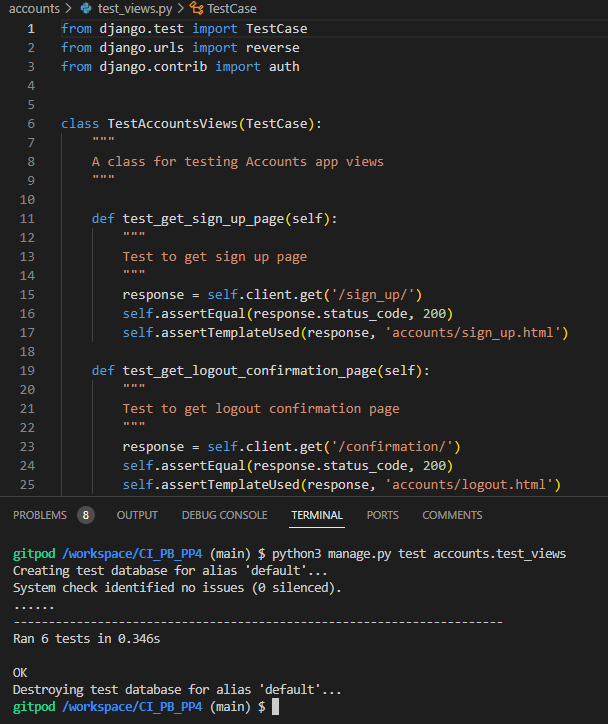 accounts > test_views.py > TestCase
1 from django.test import TestCase
2 from django.urls import reverse
3 from django.contrib import auth
4
5
6 class TestAccountsViews(TestCase):
7 """
8 A class for testing Accounts app views
9 """
10
11 def test_get_sign_up_page(self):
12 """
13 Test to get sign up page
14 """
15 response = self.client.get('/sign_up/')
16 self.assertEqual(response.status_code, 200)
17 self.assertTemplateUsed(response, 'accounts/sign_up.html')
18
19 def test_get_logout_confirmation_page(self):
20 """
21 Test to get logout confirmation page
22 """
23 response = self.client.get('/confirmation/')
24 self.assertEqual(response.status_code, 200)
25 self.assertTemplateUsed(response, 'accounts/logout.html')
PROBLEMS 8 OUTPUT DEBUG CONSOLE TERMINAL PORTS COMMENTS
gitpod /workspace/CI_PB_PP4 (main) $ python3 manage.py test accounts.test_views
Creating test database for alias 'default'...
System check identified no issues (0 silenced).
......
----------------------------------------------------------------------
Ran 6 tests in 0.346s
OK
Destroying test database for alias 'default'...
gitpod /workspace/CI_PB_PP4 (main) $